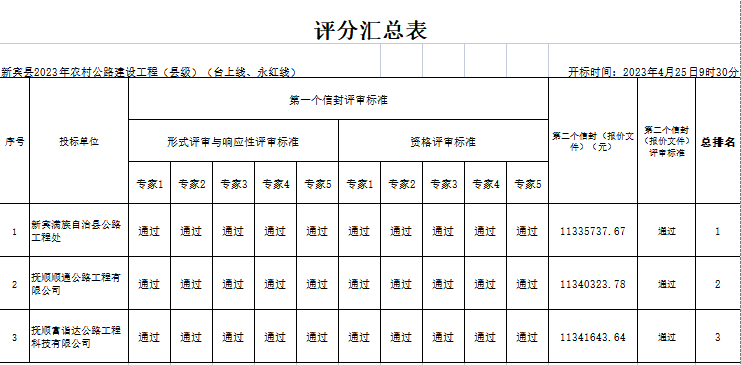 评分汇总表
新宾县2023年农村公路建设工程（县级）（台上线、永红线） 开标时间：2023年4月25日9时30分
序号 投标单位 第一个信封评审标准 第二个信封（报价文件）（元） 第二个信封（报价文件）评审标准 总排名
形式评审与响应性评审标准 资格评审标准
专家1 专家2 专家3 专家4 专家5 专家1 专家2 专家3 专家4 专家5
1 新宾满族自治县公路工程处 通过 通过 通过 通过 通过 通过 通过 通过 通过 通过 11335737.67 通过 1
2 抚顺顺通公路工程有限公司 通过 通过 通过 通过 通过 通过 通过 通过 通过 通过 11340323.78 通过 2
3 抚顺富诣达公路工程科技有限公司 通过 通过 通过 通过 通过 通过 通过 通过 通过 通过 11341643.64 通过 3